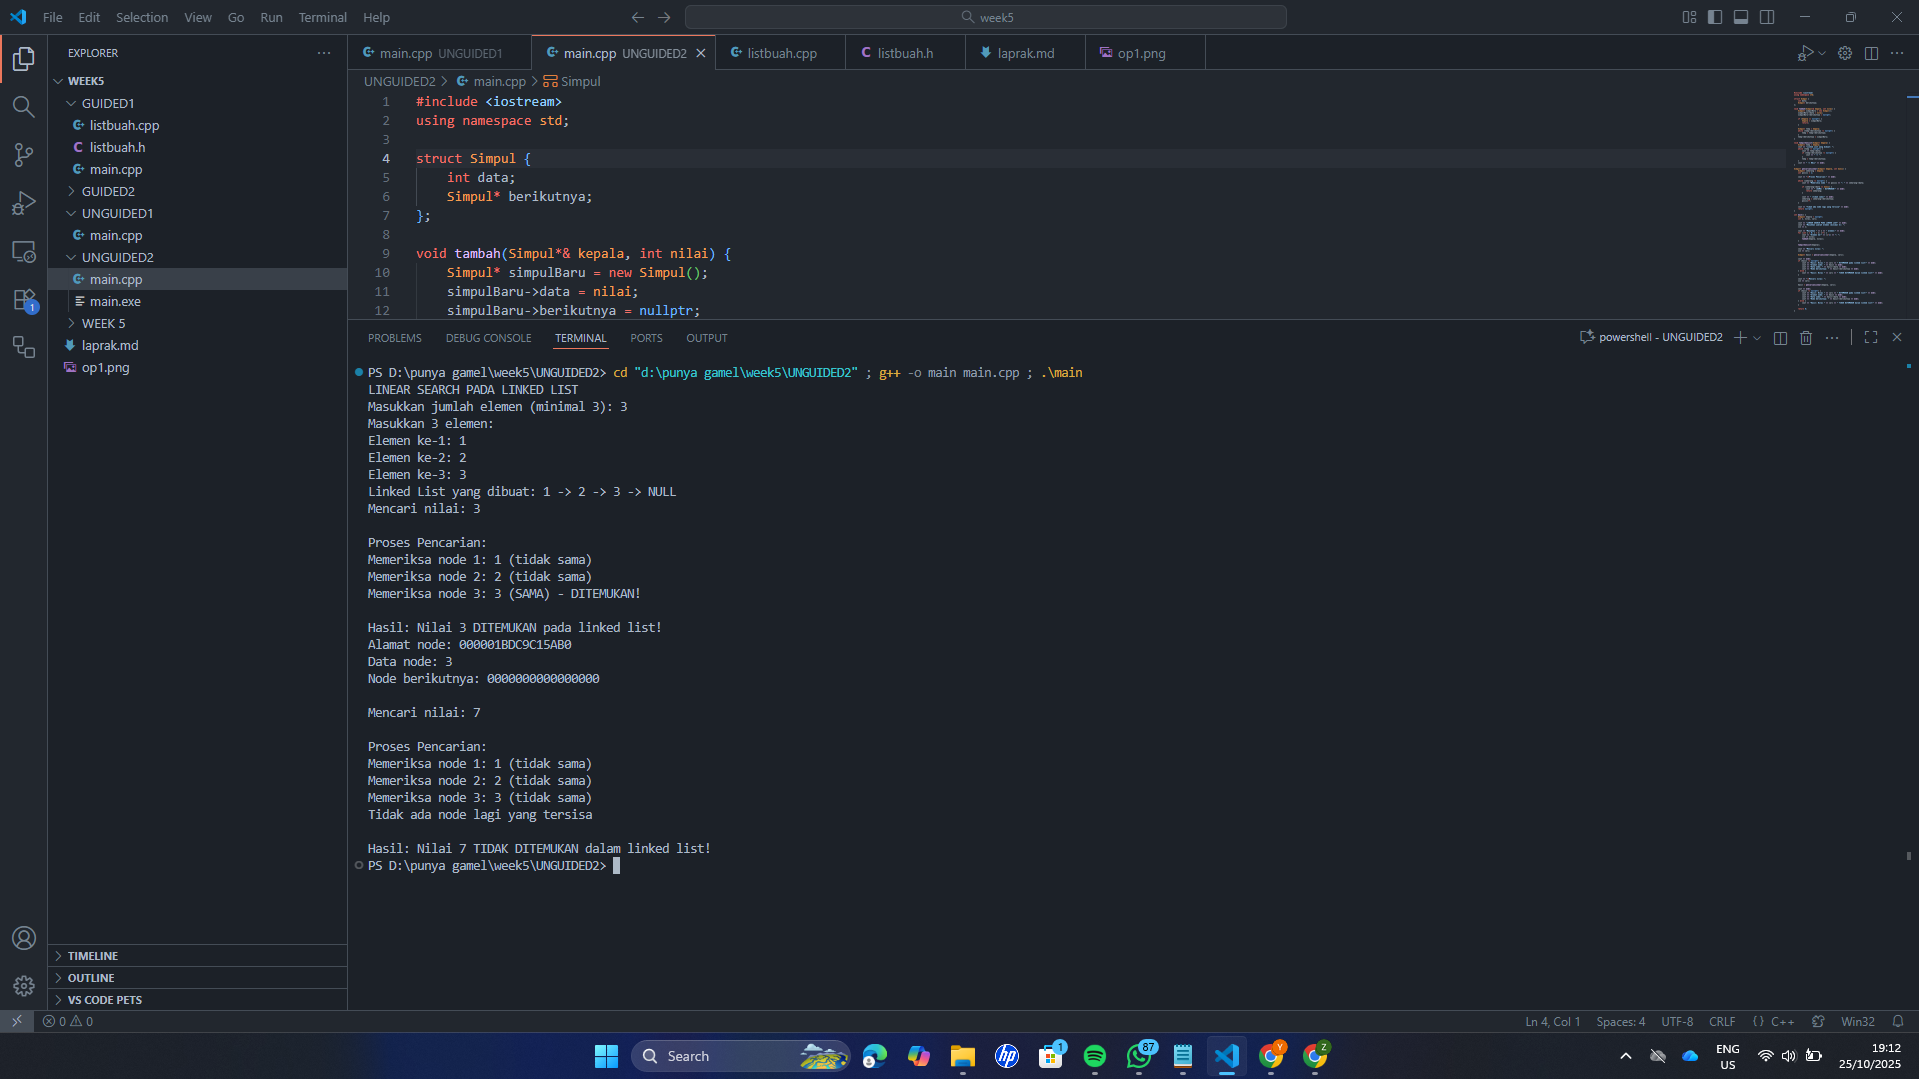 File Edit Selection View Go Run Terminal Help
week5
EXPLORER
WEEK5
GUIDED1
listbuah.cpp
listbuah.h
main.cpp
GUIDED2
UNGUIDED1
main.cpp
UNGUIDED2
main.cpp
main.exe
WEEK 5
laprak.md
op1.png
TIMELINE
OUTLINE
VS CODE PETS
main.cpp UNGUIDED1
main.cpp UNGUIDED2
listbuah.cpp
listbuah.h
laprak.md
op1.png
UNGUIDED2 > main.cpp > Simpul
1 #include <iostream>
2 using namespace std;
3
4 struct Simpul {
5 int data;
6 Simpul* berikutnya;
7 };
8
9 void tambah(Simpul*& kepala, int nilai) {
10 Simpul* simpulBaru = new Simpul();
11 simpulBaru->data = nilai;
12 simpulBaru->berikutnya = nullptr;
PROBLEMS DEBUG CONSOLE TERMINAL PORTS OUTPUT
powershell - UNGUIDED2
PS D:\punya gamel\week5\UNGUIDED2> cd "d:\punya gamel\week5\UNGUIDED2" ; g++ -o main main.cpp ; .\main
LINEAR SEARCH PADA LINKED LIST
Masukkan jumlah elemen (minimal 3): 3
Masukkan 3 elemen:
Elemen ke-1: 1
Elemen ke-2: 2
Elemen ke-3: 3
Linked List yang dibuat: 1 -> 2 -> 3 -> NULL
Mencari nilai: 3
Proses Pencarian:
Memeriksa node 1: 1 (tidak sama)
Memeriksa node 2: 2 (tidak sama)
Memeriksa node 3: 3 (SAMA) - DITEMUKAN!
Hasil: Nilai 3 DITEMUKAN pada linked list!
Alamat node: 000001BDC9C15AB0
Data node: 3
Node berikutnya: 0000000000000000
Mencari nilai: 7
Proses Pencarian:
Memeriksa node 1: 1 (tidak sama)
Memeriksa node 2: 2 (tidak sama)
Memeriksa node 3: 3 (tidak sama)
Tidak ada node lagi yang tersisa
Hasil: Nilai 7 TIDAK DITEMUKAN dalam linked list!
PS D:\punya gamel\week5\UNGUIDED2>
0 0
Ln 4, Col 1 Spaces: 4 UTF-8 CRLF {} C++ Win32
Search
hp
1
87
Y
Z
ENG
US
19:12
25/10/2025